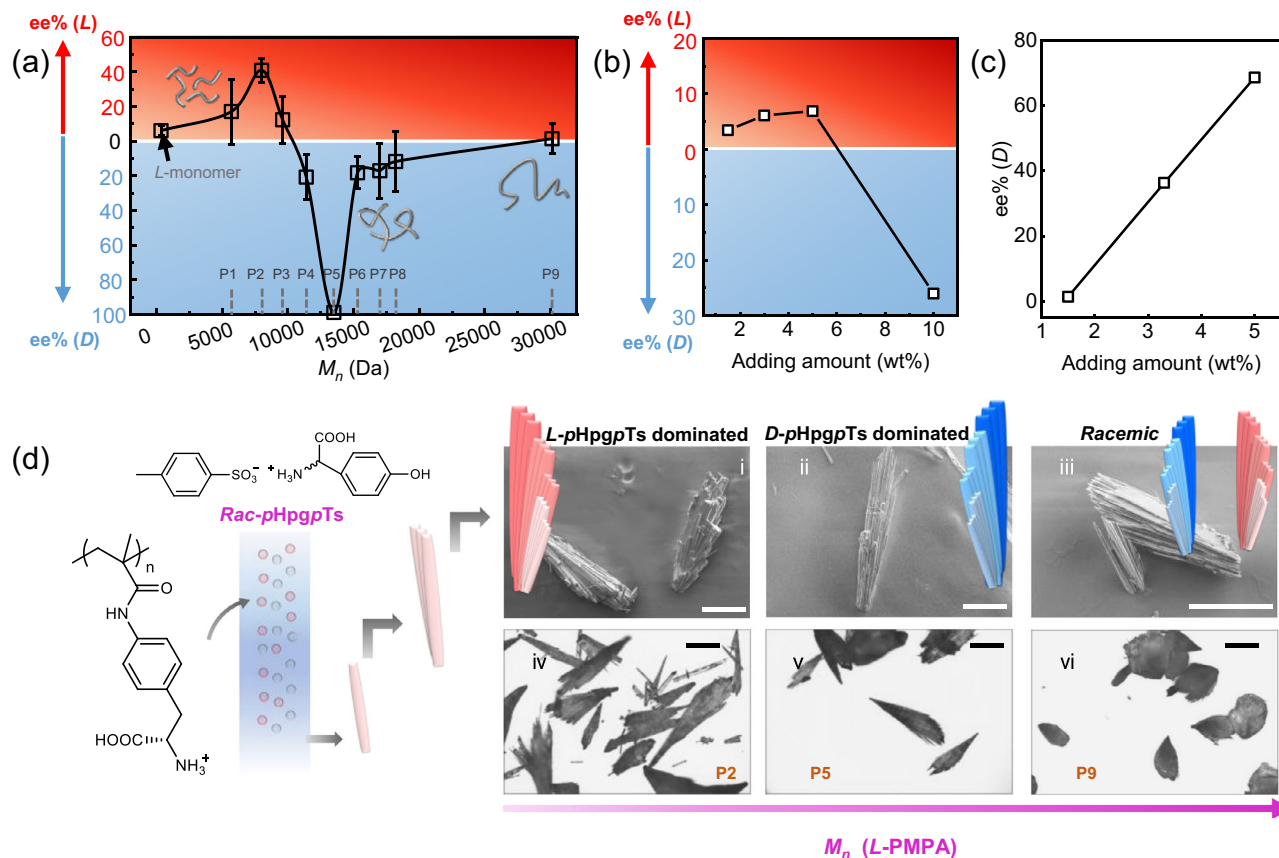 (a)
ee% (L)
60
40
20
0
20
40
60
80
100
ee% (D)
L-monomer
P1 P2 P3 P4 P5 P6 P7 P8 P9
0 5000 10000 15000 20000 25000 30000
Mn (Da)
(b)
ee% (L)
20
10
0
10
20
30
ee% (D)
2 4 6 8 10
Adding amount (wt%)
(c)
ee% (D)
80
60
40
20
0
1 2 3 4 5
Adding amount (wt%)
(d)
SO3- + H3N
COOH
OH
Rac-pHpgpTs
n
O
HN
HOOC
NH3+
L-pHpgpTs dominated
i
D-pHpgpTs dominated
ii
Racemic
iii
iv
P2
v
P5
vi
P9
Mn (L-PMPA)